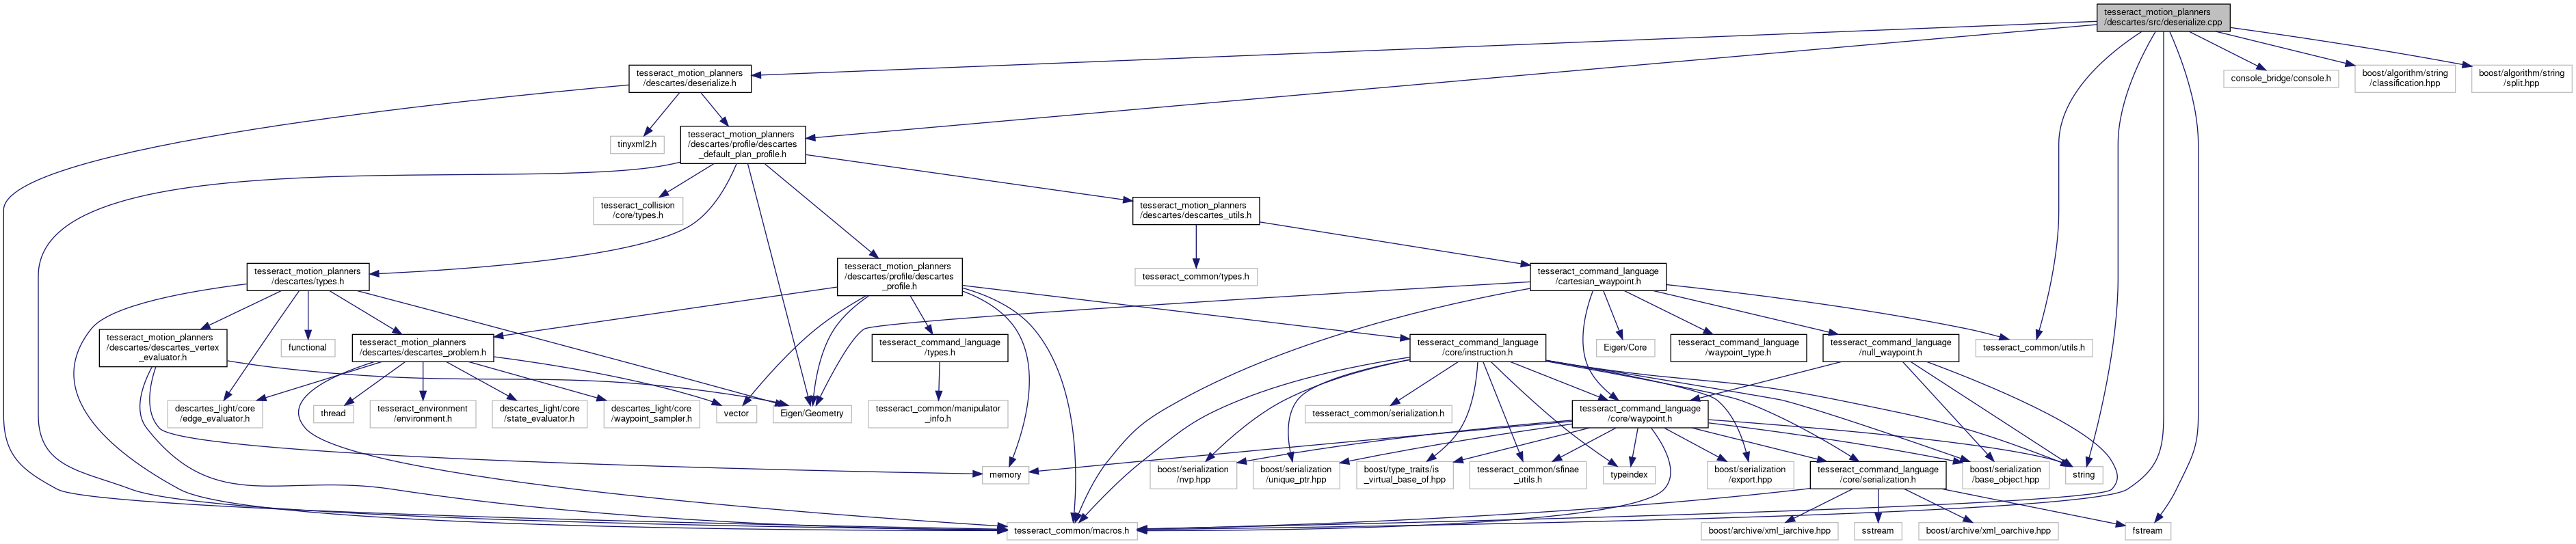 tesseract_motion_planners
/descartes/src/deserialize.cpp
tesseract_motion_planners
/descartes/deserialize.h
console_bridge/console.h
boost/algorithm/string
/classification.hpp
boost/algorithm/string
/split.hpp
tinyxml2.h
tesseract_motion_planners
/descartes/profile/descartes
_default_plan_profile.h
tesseract_collision
/core/types.h
tesseract_motion_planners
/descartes/descartes_utils.h
tesseract_motion_planners
/descartes/types.h
tesseract_motion_planners
/descartes/profile/descartes
_profile.h
tesseract_common/types.h
tesseract_command_language
/cartesian_waypoint.h
tesseract_motion_planners
/descartes/descartes_vertex
_evaluator.h
functional
tesseract_motion_planners
/descartes/descartes_problem.h
tesseract_command_language
/types.h
tesseract_command_language
/core/instruction.h
Eigen/Core
tesseract_command_language
/waypoint_type.h
tesseract_command_language
/null_waypoint.h
tesseract_common/utils.h
descartes_light/core
/edge_evaluator.h
thread
tesseract_environment
/environment.h
descartes_light/core
/state_evaluator.h
descartes_light/core
/waypoint_sampler.h
vector
Eigen/Geometry
tesseract_common/manipulator
_info.h
tesseract_common/serialization.h
tesseract_command_language
/core/waypoint.h
memory
boost/serialization
/nvp.hpp
boost/serialization
/unique_ptr.hpp
boost/type_traits/is
_virtual_base_of.hpp
tesseract_common/sfinae
_utils.h
typeindex
boost/serialization
/export.hpp
tesseract_command_language
/core/serialization.h
boost/serialization
/base_object.hpp
string
tesseract_common/macros.h
boost/archive/xml_iarchive.hpp
sstream
boost/archive/xml_oarchive.hpp
fstream